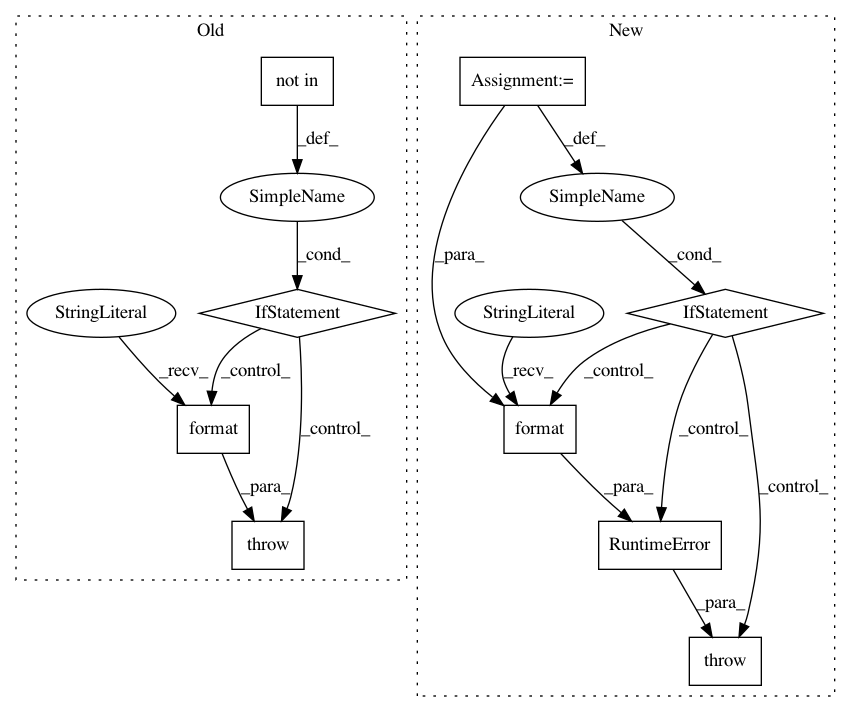 Old
New
not in
Assignment:=
_def_
_def_
SimpleName
SimpleName
_cond_
_para_
_cond_
StringLiteral
IfStatement
StringLiteral
IfStatement
_recv_
_control_
_recv_
_control_
format
_control_
format
_control_
_control_
_para_
_para_
throw
RuntimeError
_para_
throw